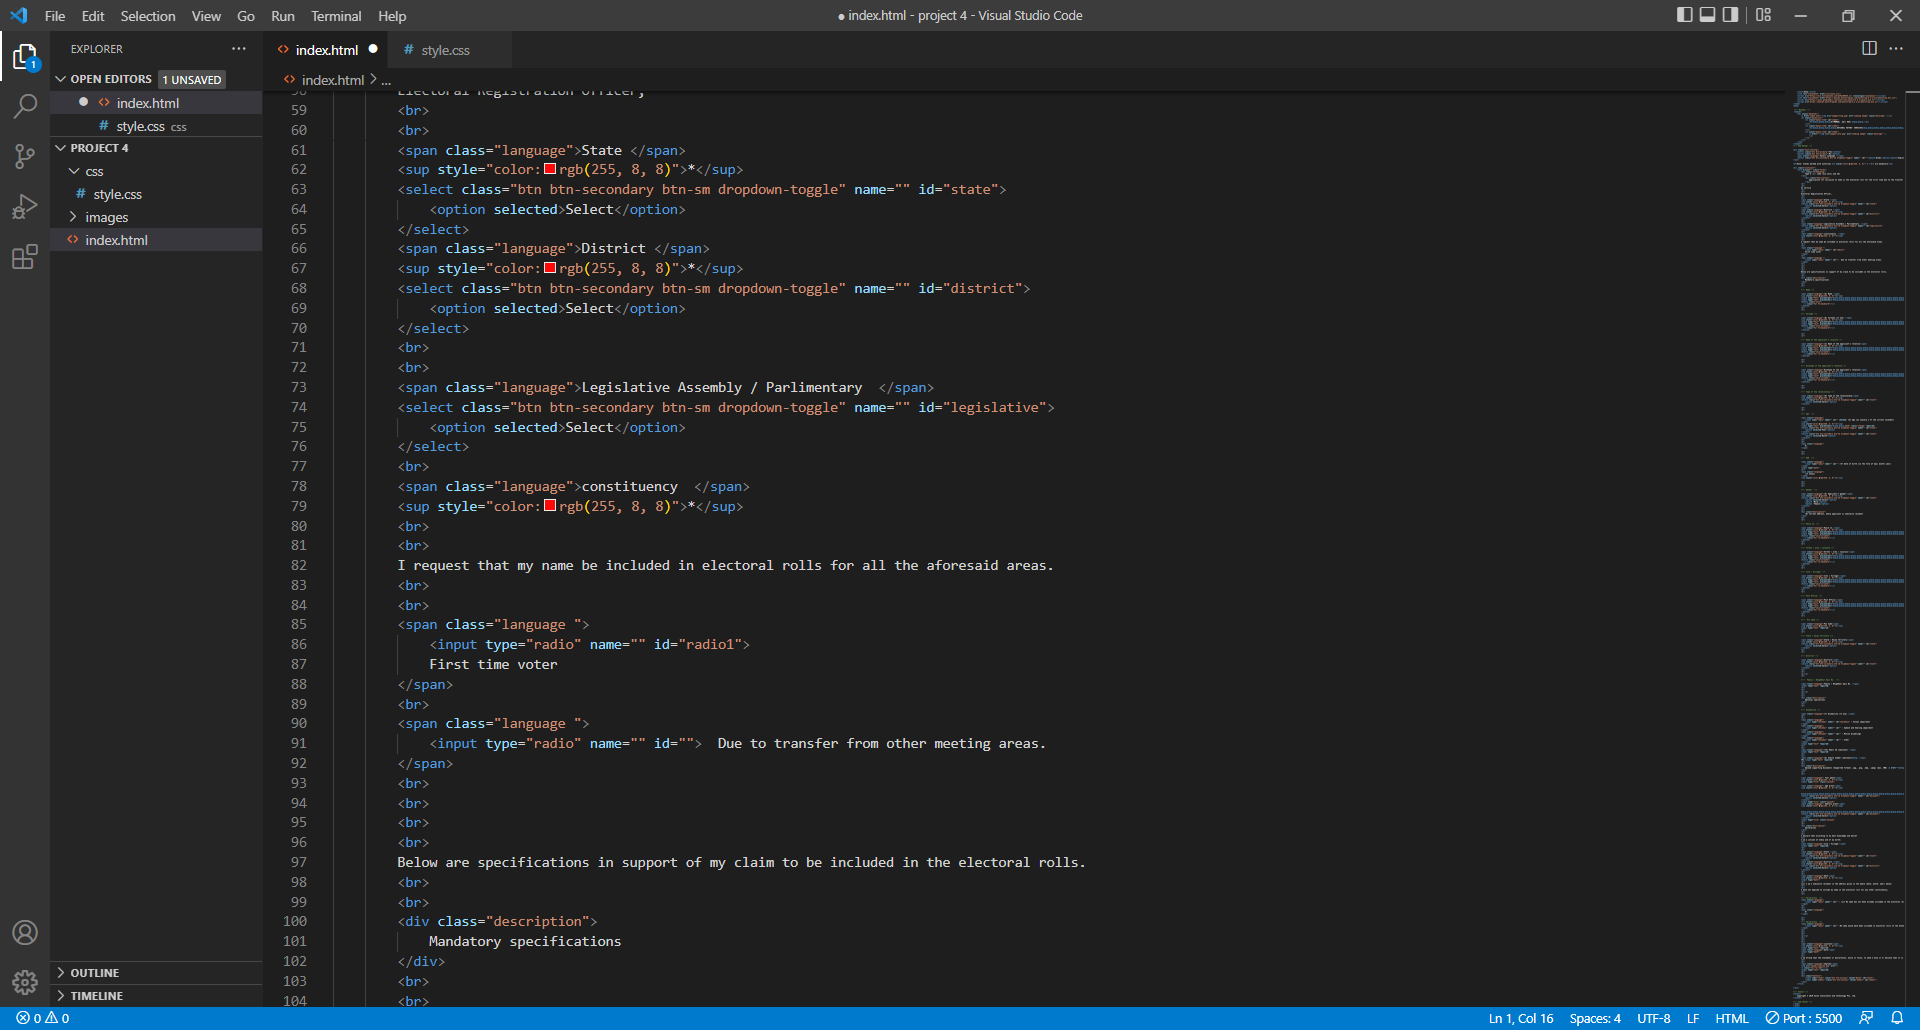 File Edit Selection View Go Run Terminal Help
● index.html - project 4 - Visual Studio Code
EXPLORER
OPEN EDITORS 1 UNSAVED
index.html
style.css css
PROJECT 4
css
style.css
images
index.html
OUTLINE
TIMELINE
1
index.html
style.css
index.html > ...
58 Electoral Registration Officer,
59 <br>
60 <br>
61 <span class="language">State </span>
62 <sup style="color:rgb(255, 8, 8)">*</sup>
63 <select class="btn btn-secondary btn-sm dropdown-toggle" name="" id="state">
64 <option selected>Select</option>
65 </select>
66 <span class="language">District </span>
67 <sup style="color:rgb(255, 8, 8)">*</sup>
68 <select class="btn btn-secondary btn-sm dropdown-toggle" name="" id="district">
69 <option selected>Select</option>
70 </select>
71 <br>
72 <br>
73 <span class="language">Legislative Assembly / Parlimentary  </span>
74 <select class="btn btn-secondary btn-sm dropdown-toggle" name="" id="legislative">
75 <option selected>Select</option>
76 </select>
77 <br>
78 <span class="language">constituency  </span>
79 <sup style="color:rgb(255, 8, 8)">*</sup>
80 <br>
81 <br>
82 I request that my name be included in electoral rolls for all the aforesaid areas.
83 <br>
84 <br>
85 <span class="language ">
86 <input type="radio" name="" id="radio1">
87 First time voter
88 </span>
89 <br>
90 <span class="language ">
91 <input type="radio" name="" id="">  Due to transfer from other meeting areas.
92 </span>
93 <br>
94 <br>
95 <br>
96 <br>
97 Below are specifications in support of my claim to be included in the electoral rolls.
98 <br>
99 <br>
100 <div class="description">
101 Mandatory specifications
102 </div>
103 <br>
104 <br>
0 0
Ln 1, Col 16 Spaces: 4 UTF-8 LF HTML Port : 5500